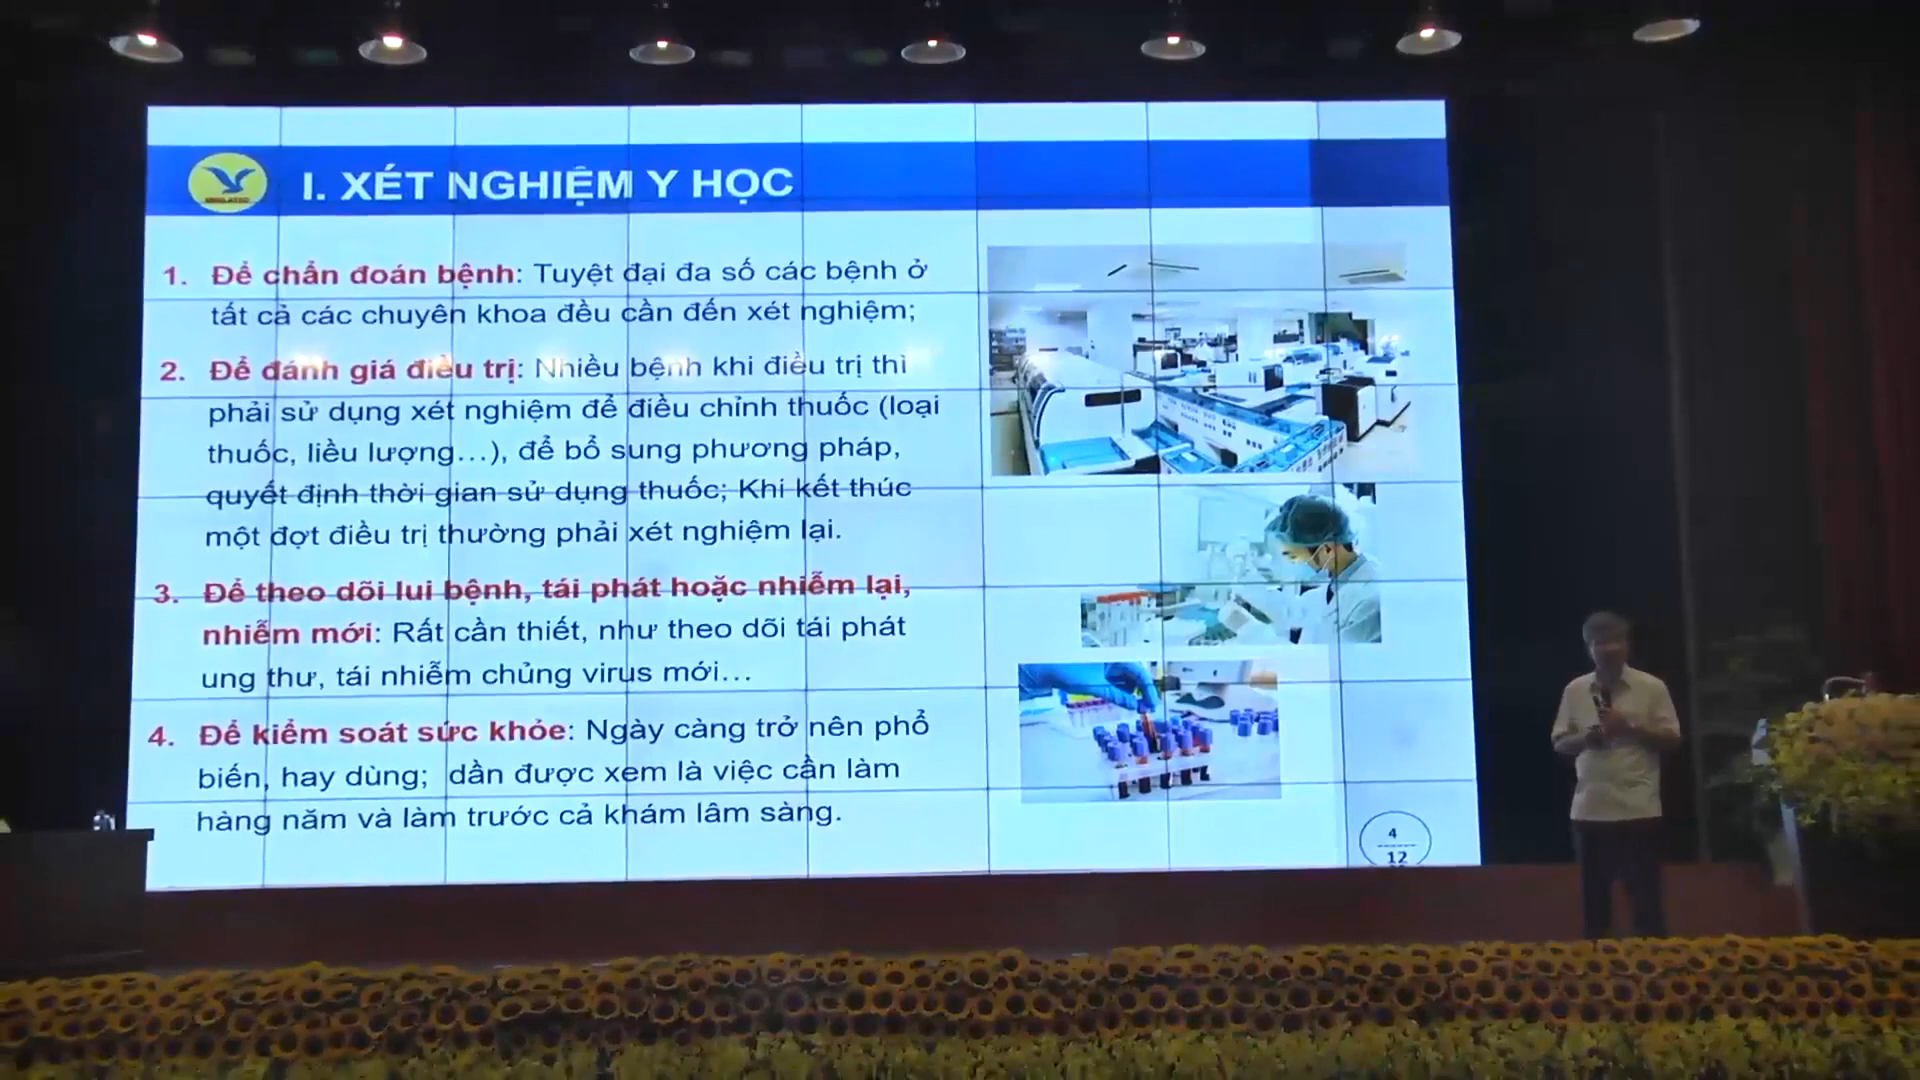 I. XÉT NGHIỆM Y HỌC
1. Để chẩn đoán bệnh: Tuyệt đại đa số các bệnh ở
tất cả các chuyên khoa đều cần đến xét nghiệm;
2. Để đánh giá điều trị: Nhiều bệnh khi điều trị thì
phải sử dụng xét nghiệm để điều chỉnh thuốc (loại
thuốc, liều lượng...), để bổ sung phương pháp,
quyết định thời gian sử dụng thuốc; Khi kết thúc
một đợt điều trị thường phải xét nghiệm lại.
3. Để theo dõi lui bệnh, tái phát hoặc nhiễm lại,
nhiễm mới: Rất cần thiết, như theo dõi tái phát
ung thư, tái nhiễm chủng virus mới...
4. Để kiểm soát sức khỏe: Ngày càng trở nên phổ
biến, hay dùng; dần được xem là việc cần làm
hàng năm và làm trước cả khám lâm sàng.
4
12